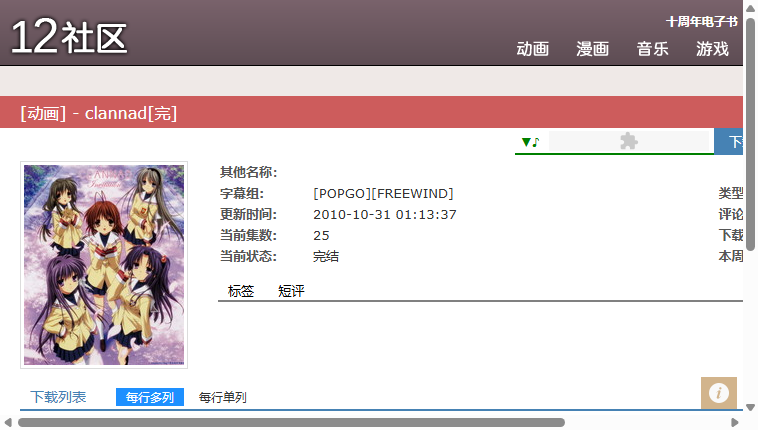 12社区
十周年电子书
动画 漫画 音乐 游戏
[动画] - clannad[完]
▼♪
其他名称:
字幕组: [POPGO][FREEWIND] 类型
更新时间: 2010-10-31 01:13:37 评论
当前集数: 25 下载
当前状态: 完结 本周
标签 短评
下载列表 每行多列 每行单列